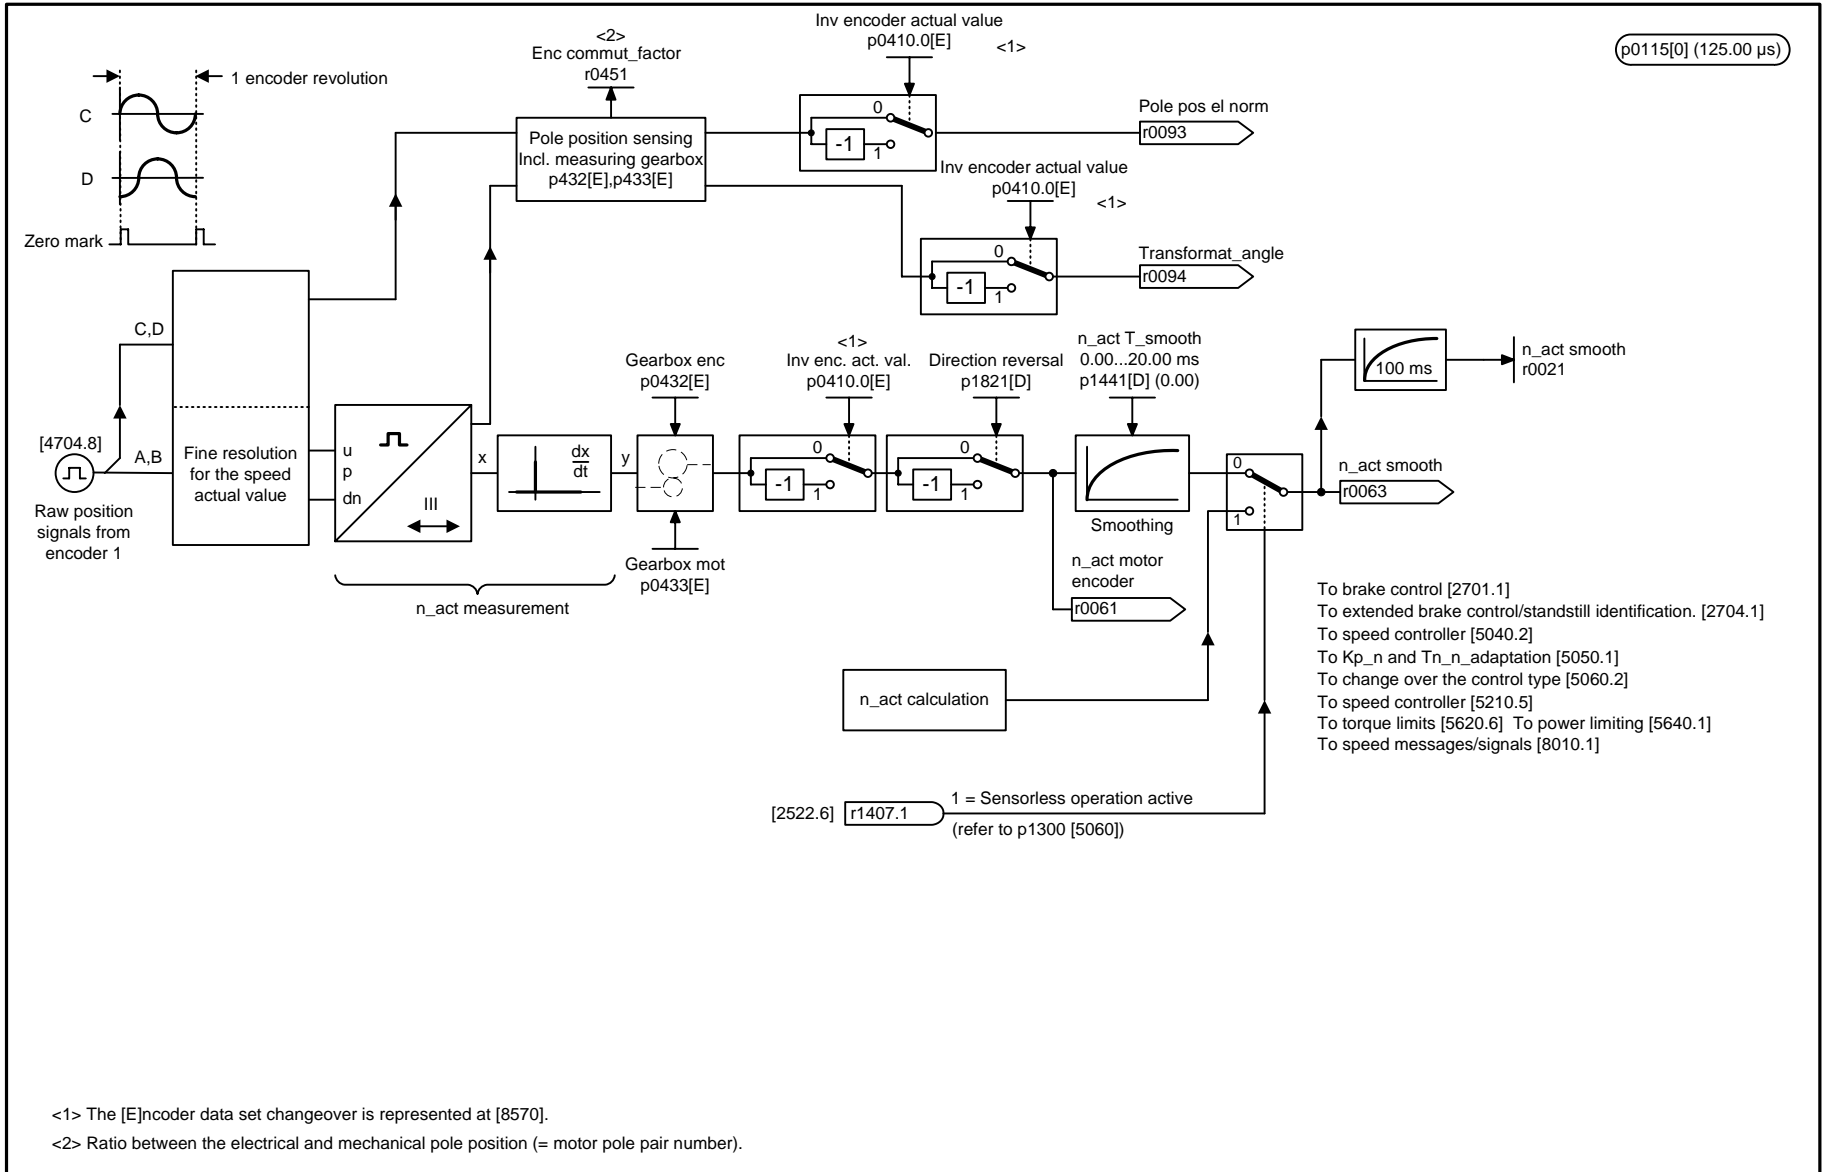 Inv encoder actual value
p0410.0[E]
<1>
<2>
Enc commut_factor
r0451
p0115[0] (125.00 µs)
1 encoder revolution
C
D
Zero mark
Pole position sensing
Incl. measuring gearbox
p432[E],p433[E]
0
-1
1
Pole pos el norm
r0093
Inv encoder actual value
p0410.0[E]
<1>
0
-1
1
Transformat_angle
r0094
C,D
[4704.8]
A,B
Raw position
signals from
encoder 1
Fine resolution
for the speed
actual value
u
p
dn
III
x
dx
dt
y
n_act measurement
Gearbox enc
p0432[E]
Gearbox mot
p0433[E]
<1>
Inv enc. act. val.
p0410.0[E]
0
-1
1
Direction reversal
p1821[D]
0
-1
1
n_act T_smooth
0.00...20.00 ms
p1441[D] (0.00)
Smoothing
n_act motor
encoder
r0061
0
1
100 ms
n_act smooth
r0021
n_act smooth
r0063
n_act calculation
[2522.6]
r1407.1
1 = Sensorless operation active
(refer to p1300 [5060])
To brake control [2701.1]
To extended brake control/standstill identification. [2704.1]
To speed controller [5040.2]
To Kp_n and Tn_n_adaptation [5050.1]
To change over the control type [5060.2]
To speed controller [5210.5]
To torque limits [5620.6] To power limiting [5640.1]
To speed messages/signals [8010.1]
<1> The [E]ncoder data set changeover is represented at [8570].
<2> Ratio between the electrical and mechanical pole position (= motor pole pair number).